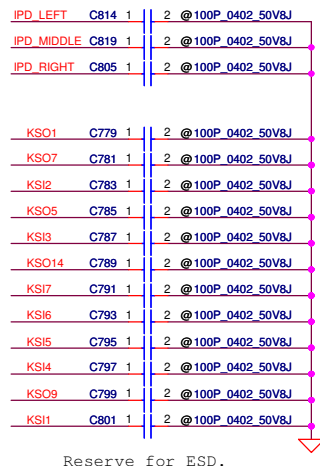 IPD_LEFT C814 1 2 @100P_0402_50V8J
IPD_MIDDLE C819 1 2 @100P_0402_50V8J
IPD_RIGHT C805 1 2 @100P_0402_50V8J
KSO1 C779 1 2 @100P_0402_50V8J
KSO7 C781 1 2 @100P_0402_50V8J
KSI2 C783 1 2 @100P_0402_50V8J
KSO5 C785 1 2 @100P_0402_50V8J
KSI3 C787 1 2 @100P_0402_50V8J
KSO14 C789 1 2 @100P_0402_50V8J
KSI7 C791 1 2 @100P_0402_50V8J
KSI6 C793 1 2 @100P_0402_50V8J
KSI5 C795 1 2 @100P_0402_50V8J
KSI4 C797 1 2 @100P_0402_50V8J
KSO9 C799 1 2 @100P_0402_50V8J
KSI1 C801 1 2 @100P_0402_50V8J
Reserve for ESD.